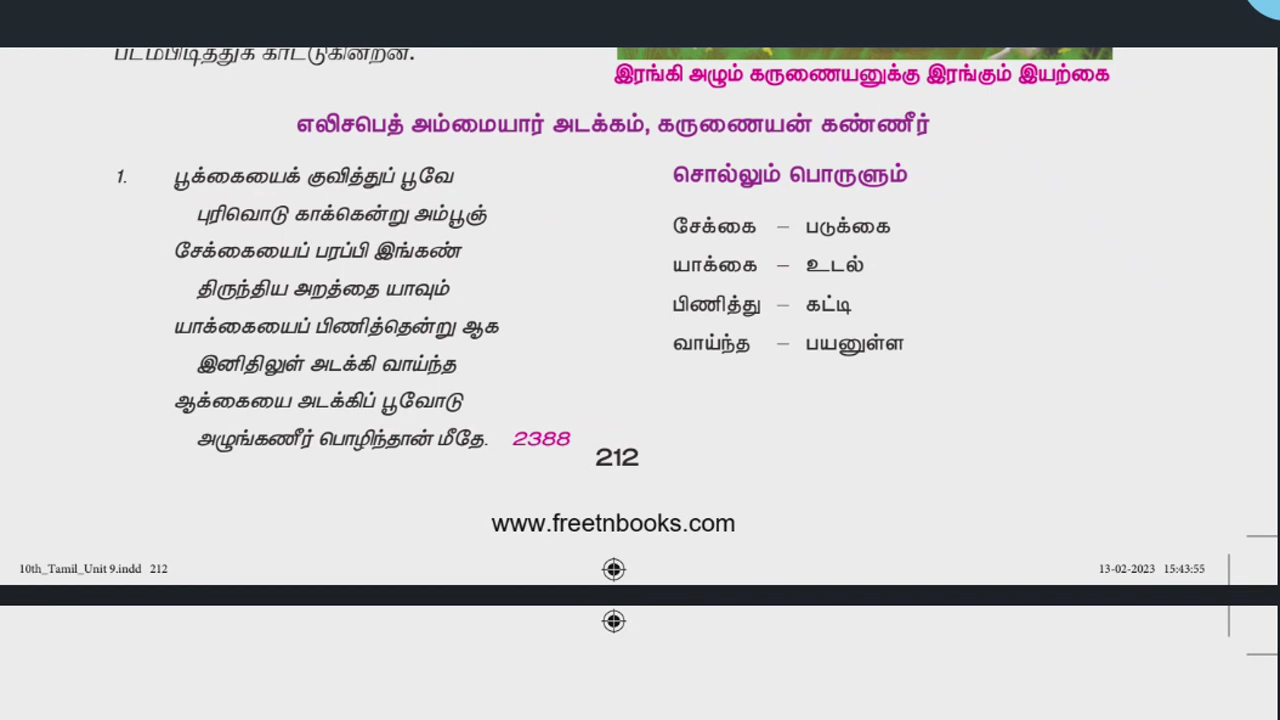 படம்பிடித்துக் காட்டுகின்றன.
இரங்கி அழும் கருணையனுக்கு இரங்கும் இயற்கை
எலிசபெத் அம்மையார் அடக்கம், கருணையன் கண்ணீர்
1. பூக்கையைக் குவித்துப் பூவே
புரிவொடு காக்கென்று அம்பூஞ்
சேக்கையைப் பரப்பி இங்கண்
திருந்திய அறத்தை யாவும்
யாக்கையைப் பிணித்தென்று ஆக
இனிதிலுள் அடக்கி வாய்ந்த
ஆக்கையை அடக்கிப் பூவோடு
அழுங்கணீர் பொழிந்தான் மீதே. 2388
சொல்லும் பொருளும்
சேக்கை – படுக்கை
யாக்கை – உடல்
பிணித்து – கட்டி
வாய்ந்த – பயனுள்ள
212
www.freetnbooks.com
10th_Tamil_Unit 9.indd 212
13-02-2023 15:43:55